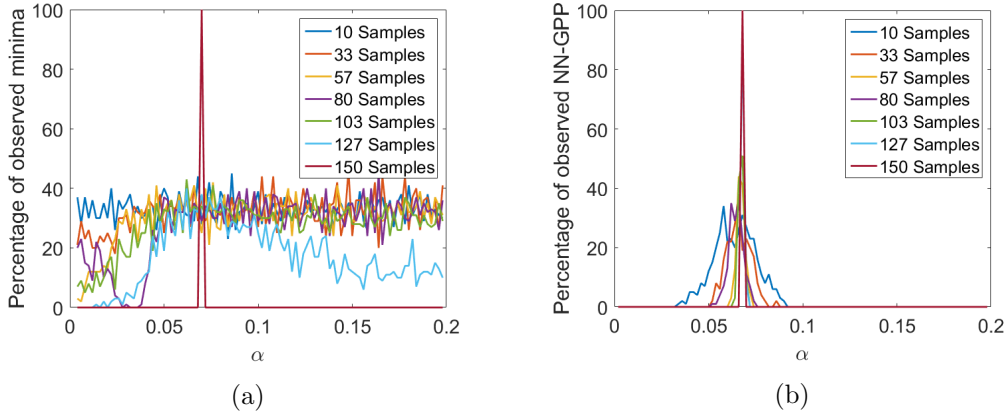 Percentage of observed minima
100
80
60
40
20
0
10 Samples
33 Samples
57 Samples
80 Samples
103 Samples
127 Samples
150 Samples
0 0.05 0.1 0.15 0.2
α
(a)
Percentage of observed NN-GPP
100
80
60
40
20
0
10 Samples
33 Samples
57 Samples
80 Samples
103 Samples
127 Samples
150 Samples
0 0.05 0.1 0.15 0.2
α
(b)